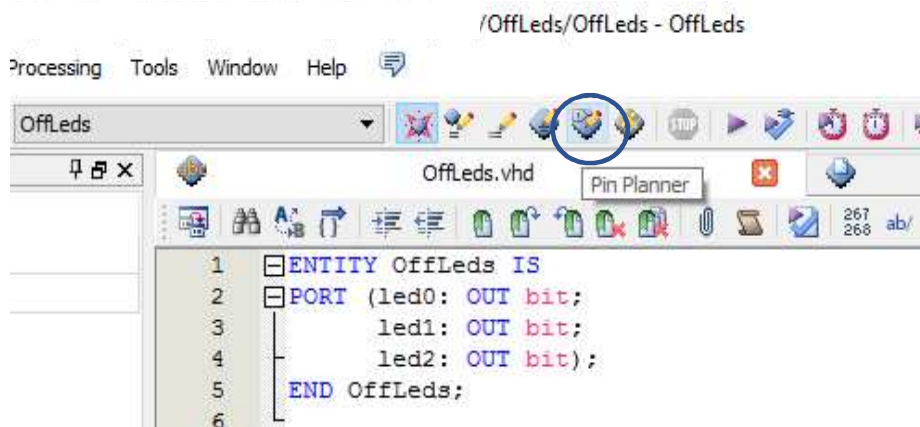 /OffLeds/OffLeds - OffLeds
Processing Tools Window Help
OffLeds
STOP
OffLeds.vhd
Pin Planner
267
268 ab/
1 ENTITY OffLeds IS
2 PORT (led0: OUT bit;
3 led1: OUT bit;
4 led2: OUT bit);
5 END OffLeds;
6